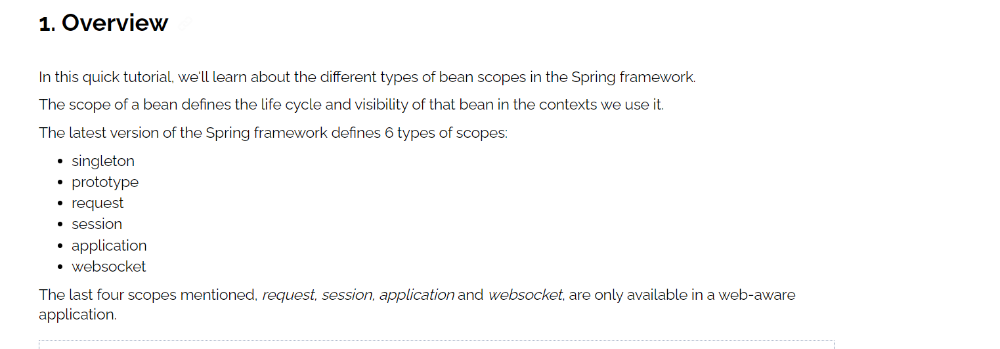 1. Overview
In this quick tutorial, we'll learn about the different types of bean scopes in the Spring framework.
The scope of a bean defines the life cycle and visibility of that bean in the contexts we use it.
The latest version of the Spring framework defines 6 types of scopes:
• singleton
• prototype
• request
• session
• application
• websocket
The last four scopes mentioned, request, session, application and websocket, are only available in a web-aware
application.